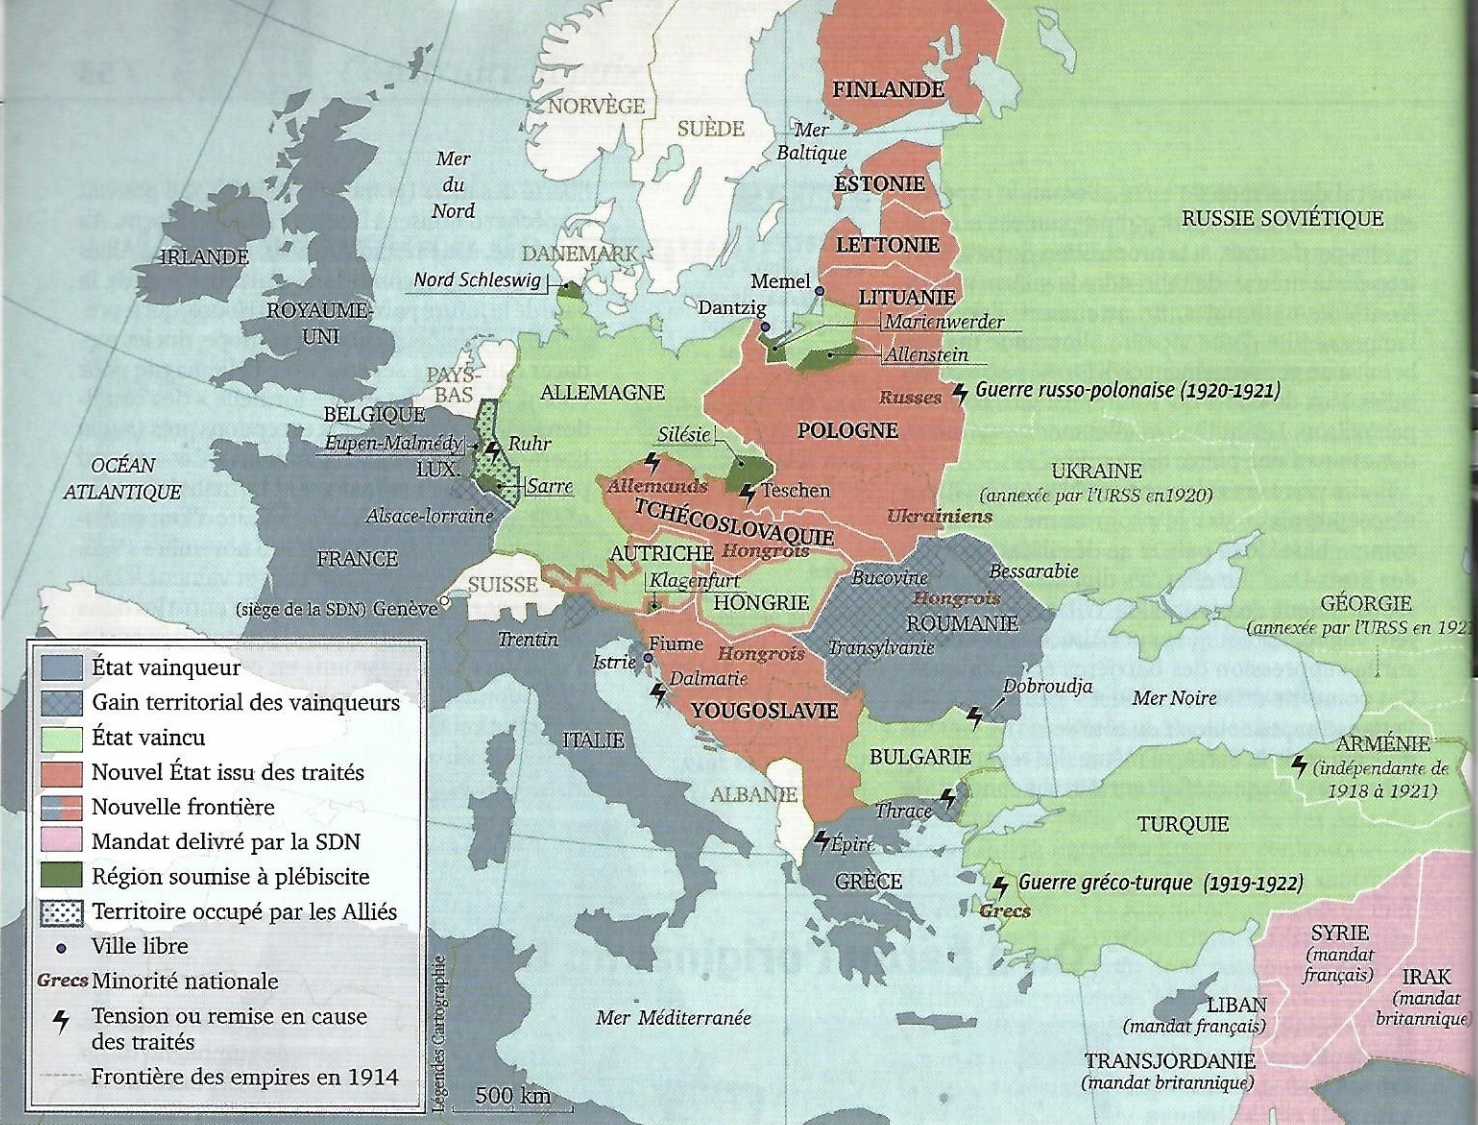 FINLANDE
NORVÈGE
SUÈDE
Mer
Baltique
Mer
du
Nord
ESTONIE
RUSSIE SOVIÉTIQUE
LETTONIE
IRLANDE
DANEMARK
Nord Schleswig
Memel
LITUANIE
Dantzig
Marienwerder
ROYAUME-
UNI
Allenstein
PAYS-
BAS
ALLEMAGNE
Russes
Guerre russo-polonaise (1920-1921)
BELGIQUE
POLOGNE
Eupen-Malmédy
Ruhr
Silésie
OCÉAN
ATLANTIQUE
LUX.
Sarre
UKRAINE
(annexée par l'URSS en1920)
Allemands
Teschen
Alsace-lorraine
TCHÉCOSLOVAQUIE
Ukrainiens
FRANCE
AUTRICHE
Hongrois
SUISSE
Klagenfurt
Bucovine
Bessarabie
(siège de la SDN) Genève
HONGRIE
Hongrois
ROUMANIE
GÉORGIE
(annexée par l'URSS en 192
Trentin
Fiume
Istrie
Hongrois
Transylvanie
Dalmatie
Dobroudja
Mer Noire
YOUGOSLAVIE
ITALIE
BULGARIE
ARMÉNIE
(indépendante de
1918 à 1921)
ALBANIE
Thrace
TURQUIE
Épire
GRÈCE
Guerre gréco-turque (1919-1922)
Grecs
SYRIE
(mandat
français)
IRAK
(mandat
britannique)
LIBAN
(mandat français)
Mer Méditerranée
TRANSJORDANIE
(mandat britannique)
État vainqueur
Gain territorial des vainqueurs
État vaincu
Nouvel État issu des traités
Nouvelle frontière
Mandat delivré par la SDN
Région soumise à plébiscite
Territoire occupé par les Alliés
Ville libre
Grecs Minorité nationale
Tension ou remise en cause
des traités
Frontière des empires en 1914
Légendes Cartographie
500 km